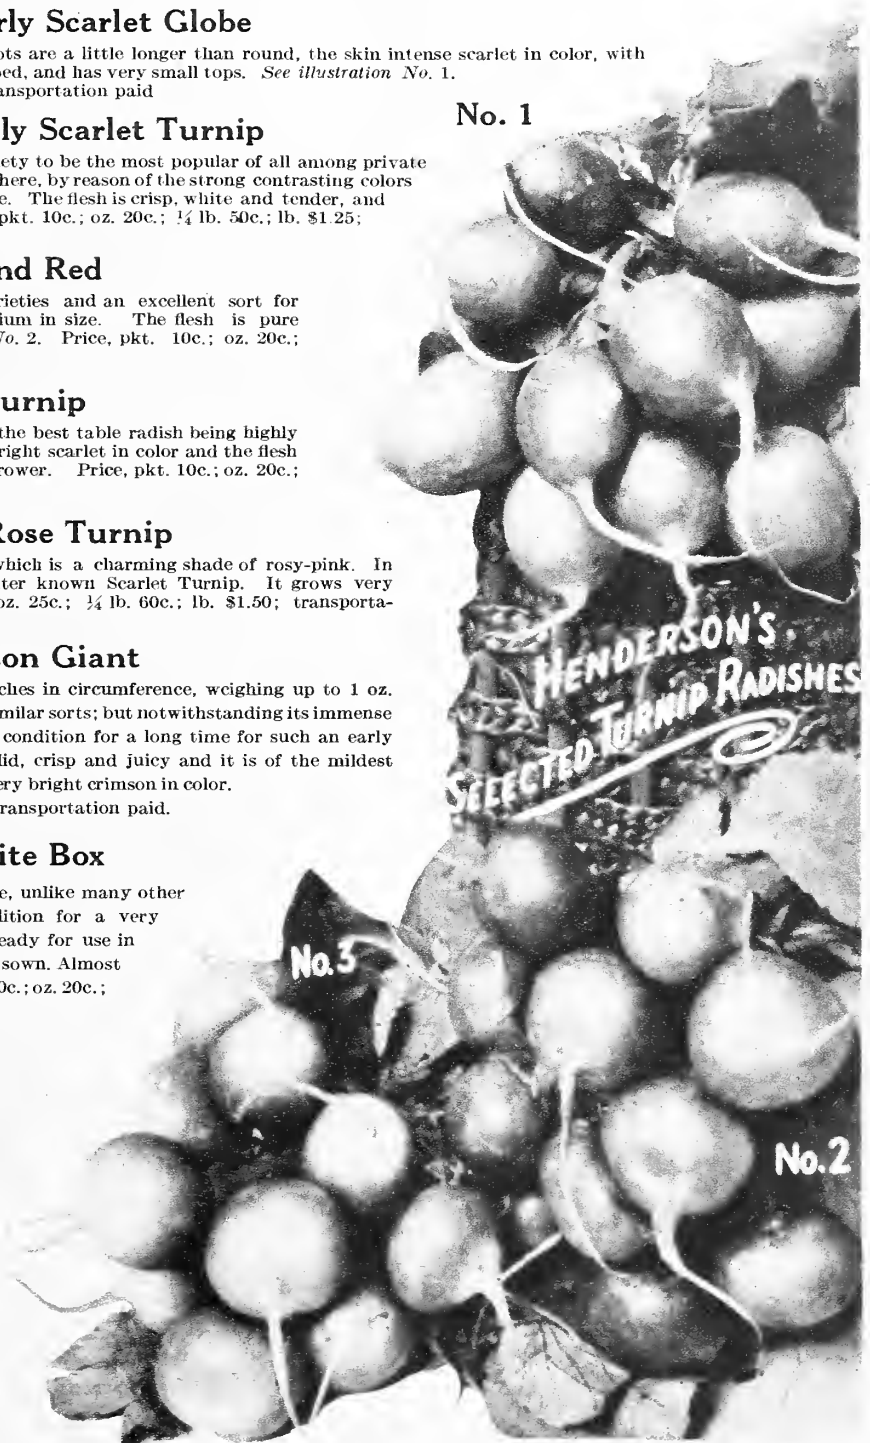 rly Scarlet Globe
ots are a little longer than round, the skin intense scarlet in color, with
ped, and has very small tops. See illustration No. 1.
ansportation paid
No. 1
ly Scarlet Turnip
ety to be the most popular of all among private
here, by reason of the strong contrasting colors
e. The flesh is crisp, white and tender, and
pkt. 10c.; oz. 20c.; ¼ lb. 50c.; lb. $1.25;
nd Red
rieties and an excellent sort for
ium in size. The flesh is pure
No. 2. Price, pkt. 10c.; oz. 20c.;
urnip
the best table radish being highly
right scarlet in color and the flesh
rower. Price, pkt. 10c.; oz. 20c.;
Rose Turnip
which is a charming shade of rosy-pink. In
ter known Scarlet Turnip. It grows very
oz. 25c.; ¼ lb. 60c.; lb. $1.50; transporta-
on Giant
ches in circumference, weighing up to 1 oz.
milar sorts; but notwithstanding its immense
condition for a long time for such an early
lid, crisp and juicy and it is of the mildest
ery bright crimson in color.
ransportation paid.
ite Box
e, unlike many other
dition for a very
eady for use in
sown. Almost
0c.; oz. 20c.;
HENDERSON'S
SELECTED TURNIP RADISHES
No. 3
No. 2